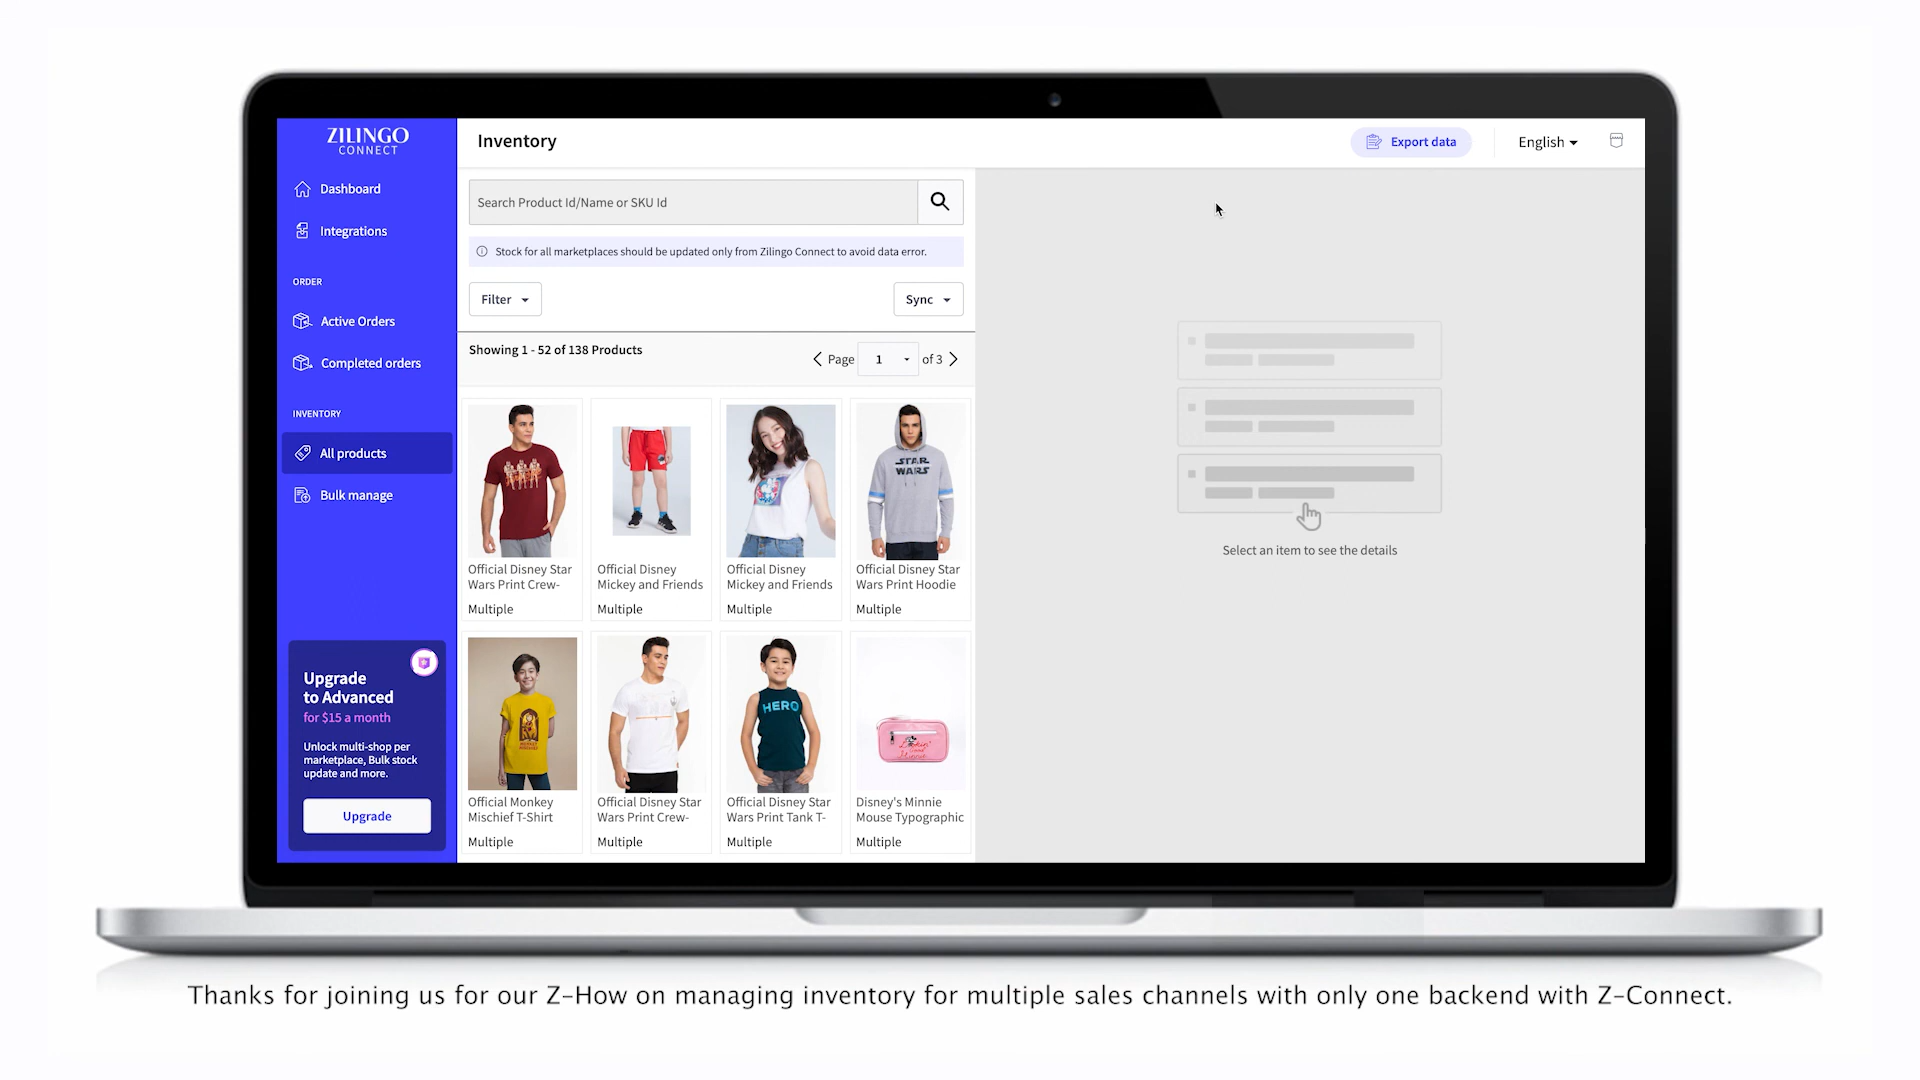 ZILINGO
CONNECT
Dashboard
Integrations
ORDER
Active Orders
Completed orders
INVENTORY
All products
Bulk manage
Upgrade
to Advanced
for $15 a month
Unlock multi-shop per
marketplace, Bulk stock
update and more.
Upgrade
Inventory
Export data
English
Search Product Id/Name or SKU Id
Stock for all marketplaces should be updated only from Zilingo Connect to avoid data error.
Filter
Sync
Showing 1 - 52 of 138 Products
Page 1 of 3
STAR
WARS
Official Disney Star
Wars Print Crew-
Multiple
Official Disney
Mickey and Friends
Multiple
Official Disney
Mickey and Friends
Multiple
Official Disney Star
Wars Print Hoodie
Multiple
HERO
Official Monkey
Mischief T-Shirt
Multiple
Official Disney Star
Wars Print Crew-
Multiple
Official Disney Star
Wars Print Tank T-
Multiple
Disney's Minnie
Mouse Typographic
Multiple
Select an item to see the details
Thanks for joining us for our Z-How on managing inventory for multiple sales channels with only one backend with Z-Connect.